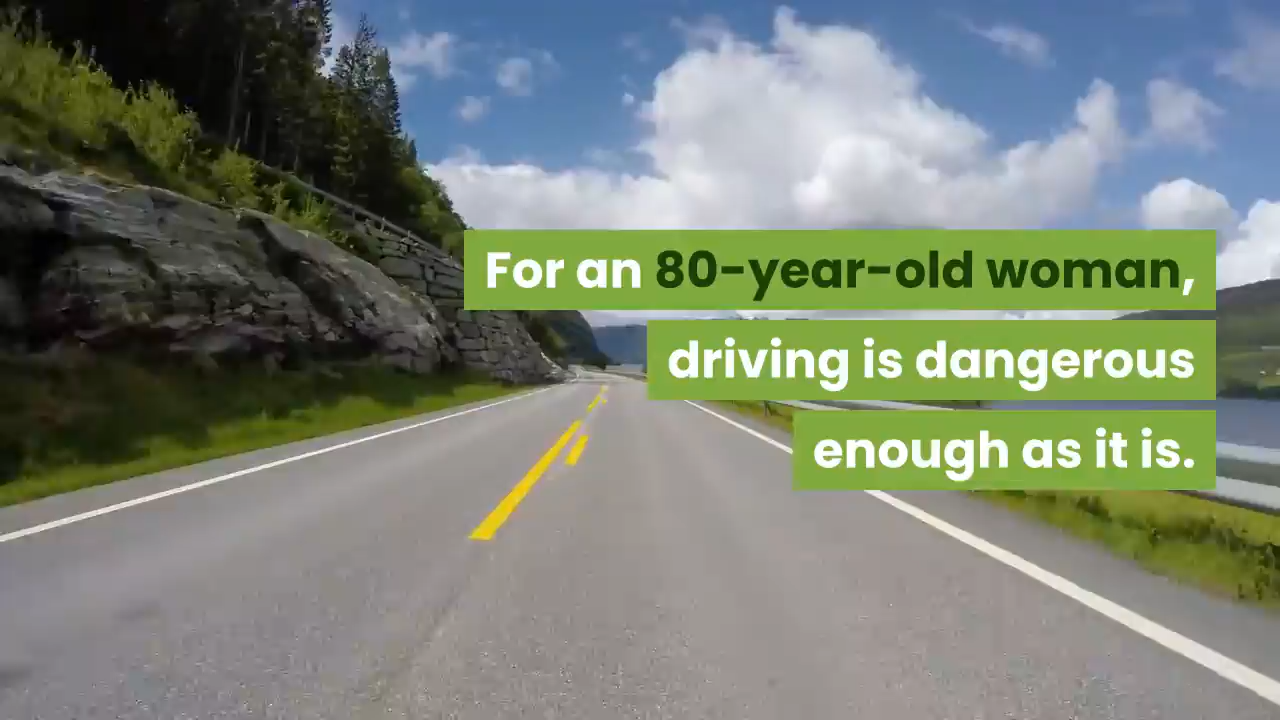 For an 80-year-old woman,
driving is dangerous
enough as it is.